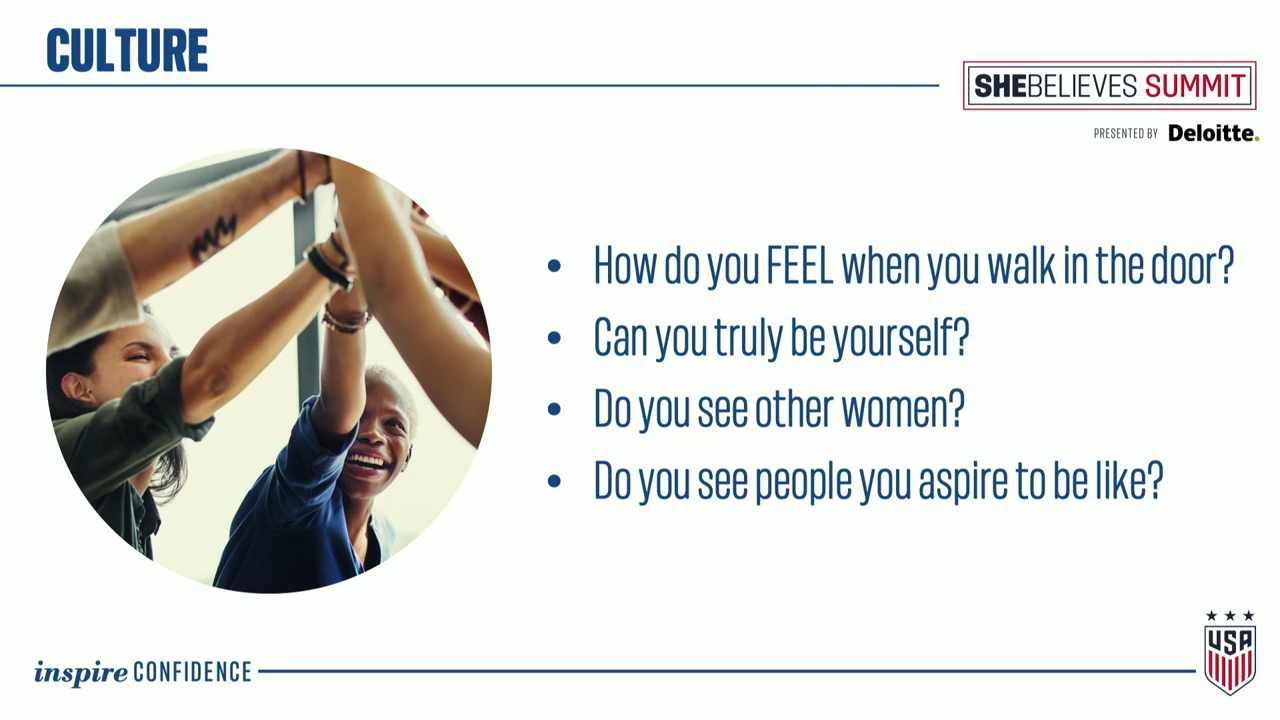 CULTURE
SHEBELIEVES SUMMIT
PRESENTED BY Deloitte.
• How do you FEEL when you walk in the door?
• Can you truly be yourself?
• Do you see other women?
• Do you see people you aspire to be like?
inspire CONFIDENCE
USA